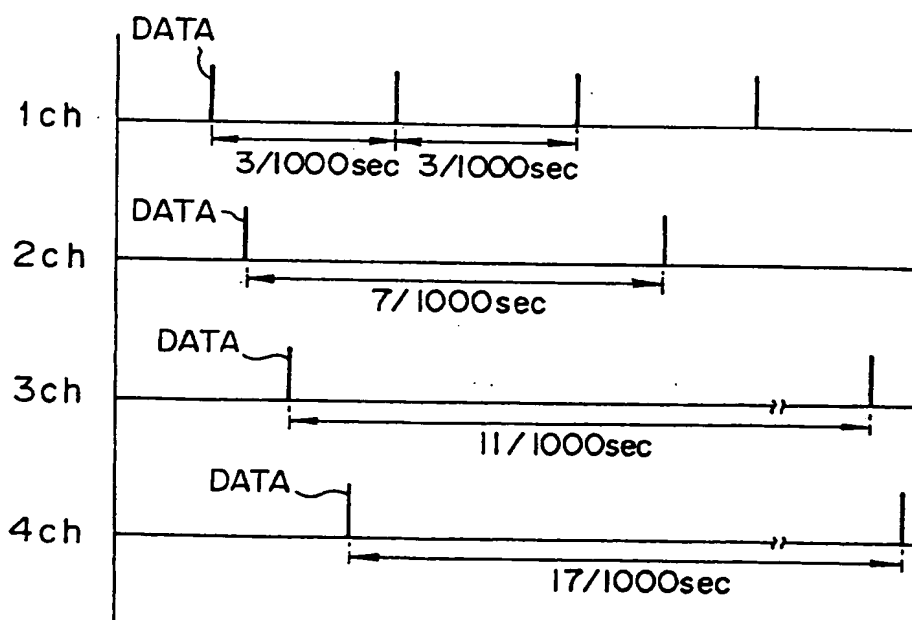 DATA
1ch
3/1000sec 3/1000sec
DATA
2ch
7/1000sec
DATA
3ch
11/1000sec
DATA
4ch
17/1000sec